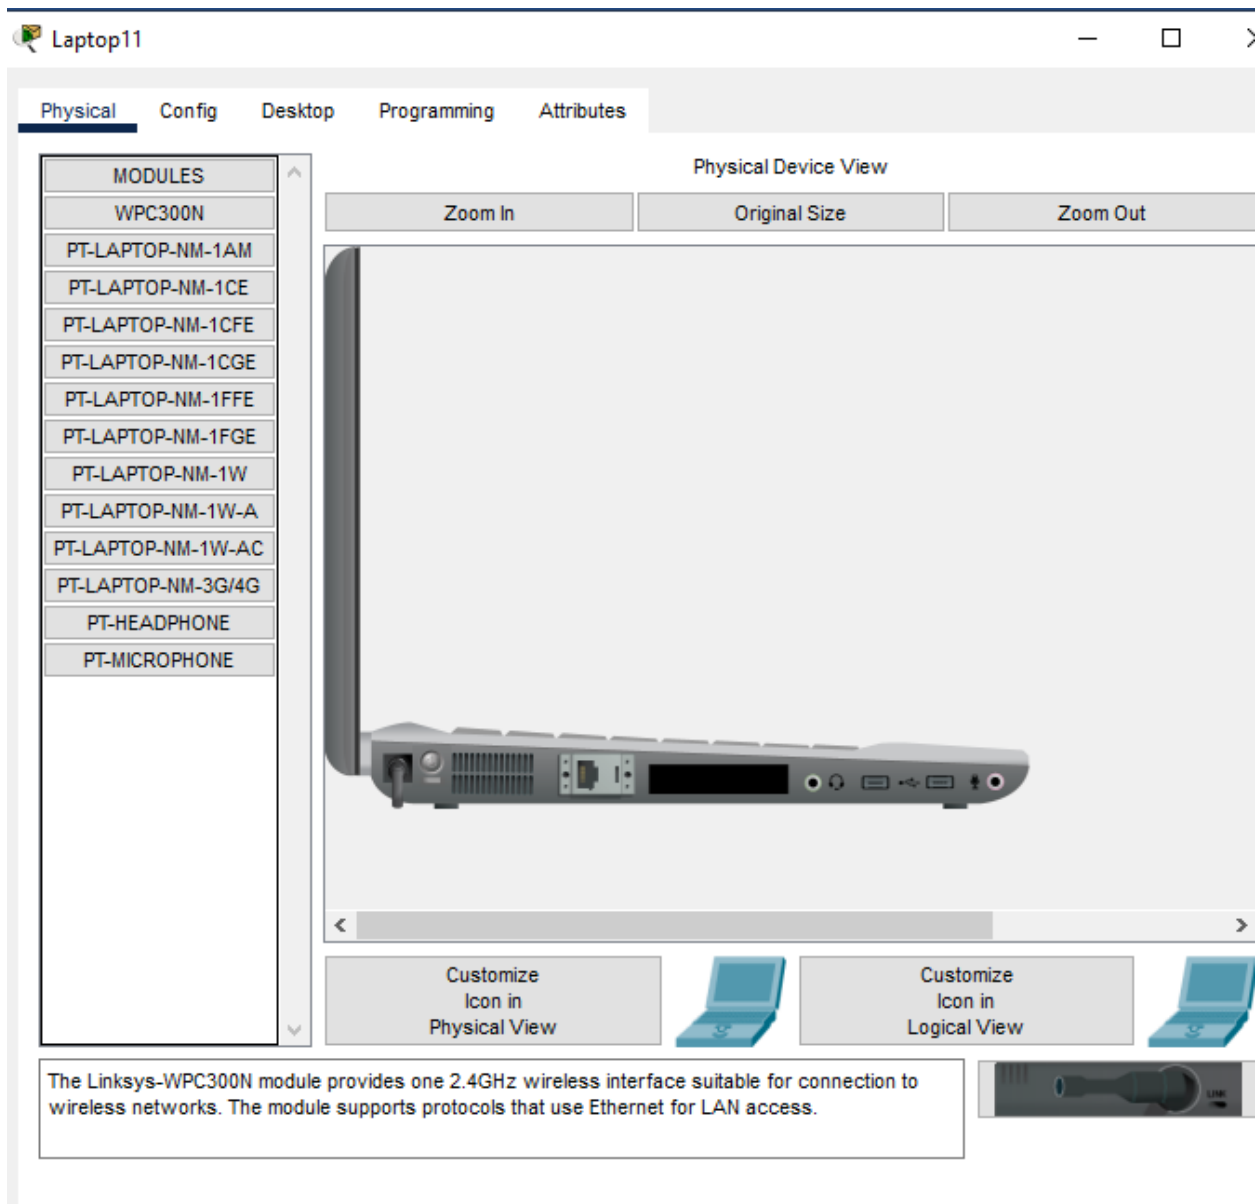 Laptop11
Physical Config Desktop Programming Attributes
MODULES
WPC300N
PT-LAPTOP-NM-1AM
PT-LAPTOP-NM-1CE
PT-LAPTOP-NM-1CFE
PT-LAPTOP-NM-1CGE
PT-LAPTOP-NM-1FFE
PT-LAPTOP-NM-1FGE
PT-LAPTOP-NM-1W
PT-LAPTOP-NM-1W-A
PT-LAPTOP-NM-1W-AC
PT-LAPTOP-NM-3G/4G
PT-HEADPHONE
PT-MICROPHONE
Physical Device View
Zoom In Original Size Zoom Out
Customize
Icon in
Physical View
Customize
Icon in
Logical View
The Linksys-WPC300N module provides one 2.4GHz wireless interface suitable for connection to
wireless networks. The module supports protocols that use Ethernet for LAN access.
LINK